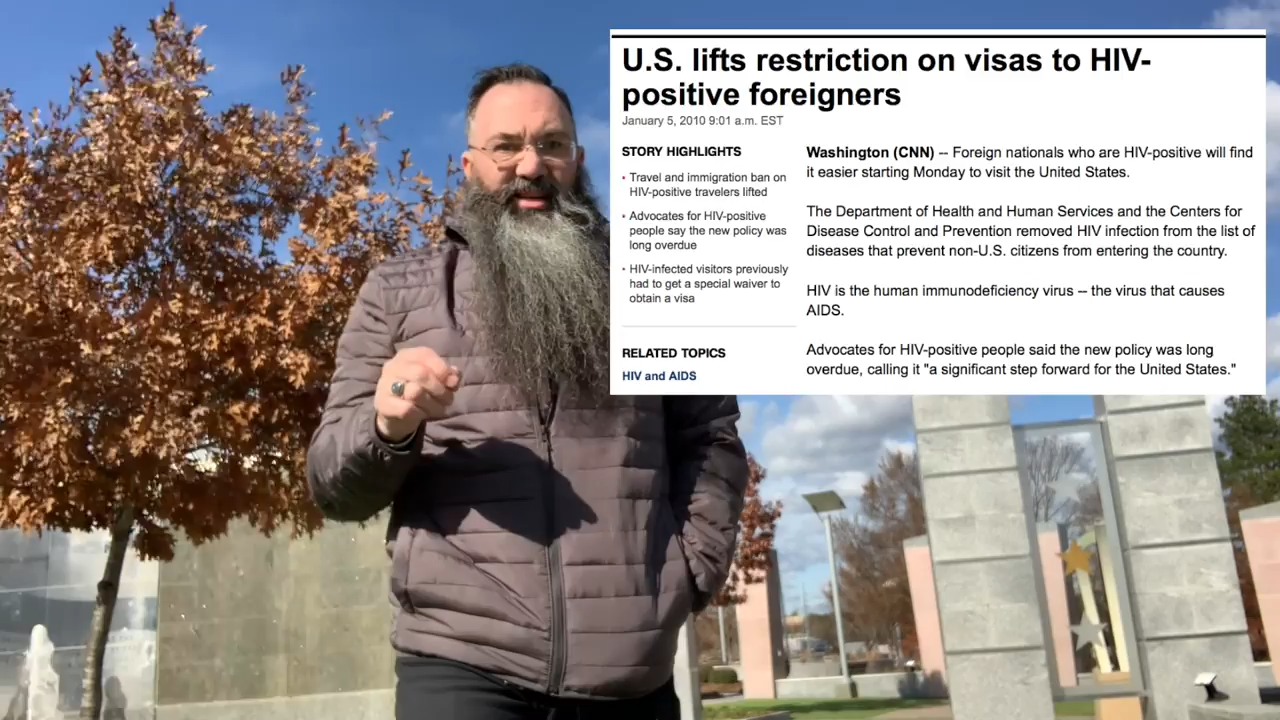 U.S. lifts restriction on visas to HIV-
positive foreigners
January 5, 2010 9:01 a.m. EST
STORY HIGHLIGHTS
• Travel and immigration ban on
HIV-positive travelers lifted
• Advocates for HIV-positive
people say the new policy was
long overdue
• HIV-infected visitors previously
had to get a special waiver to
obtain a visa
RELATED TOPICS
HIV and AIDS
Washington (CNN) -- Foreign nationals who are HIV-positive will find
it easier starting Monday to visit the United States.
The Department of Health and Human Services and the Centers for
Disease Control and Prevention removed HIV infection from the list of
diseases that prevent non-U.S. citizens from entering the country.
HIV is the human immunodeficiency virus -- the virus that causes
AIDS.
Advocates for HIV-positive people said the new policy was long
overdue, calling it "a significant step forward for the United States."